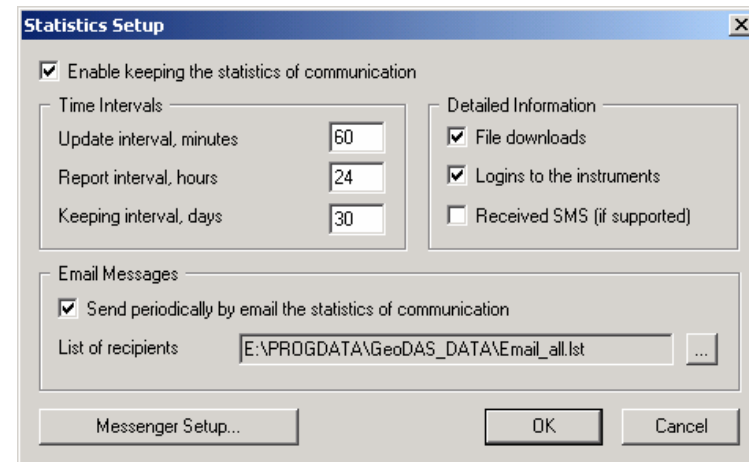 Statistics Setup
Enable keeping the statistics of communication
Time Intervals
Update interval, minutes 60
Report interval, hours 24
Keeping interval, days 30
Detailed Information
File downloads
Logins to the instruments
Received SMS (if supported)
Email Messages
Send periodically by email the statistics of communication
List of recipients E:\PROGDATA\GeoDAS_DATA\Email_all.lst ...
Messenger Setup... OK Cancel